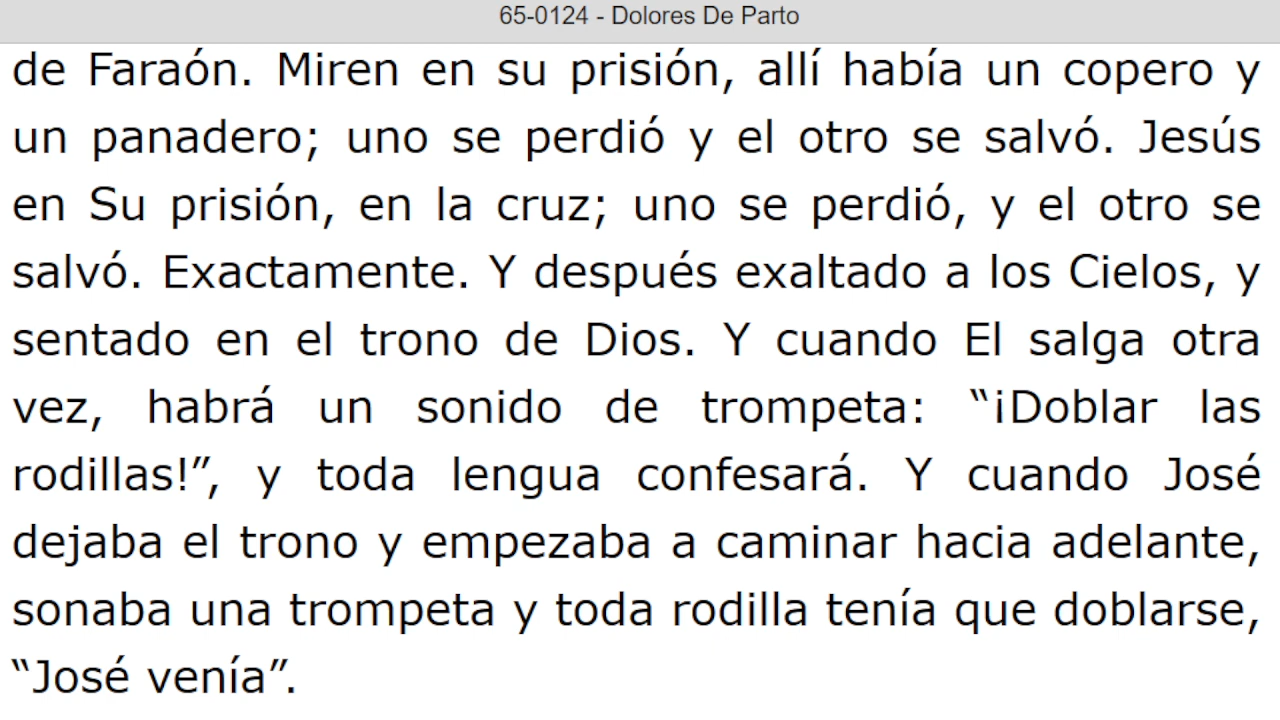 65-0124 - Dolores De Parto
de Faraón. Miren en su prisión, allí había un copero y
un panadero; uno se perdió y el otro se salvó. Jesús
en Su prisión, en la cruz; uno se perdió, y el otro se
salvó. Exactamente. Y después exaltado a los Cielos, y
sentado en el trono de Dios. Y cuando El salga otra
vez, habrá un sonido de trompeta: “¡Doblar las
rodillas!”, y toda lengua confesará. Y cuando José
dejaba el trono y empezaba a caminar hacia adelante,
sonaba una trompeta y toda rodilla tenía que doblarse,
“José venía”.